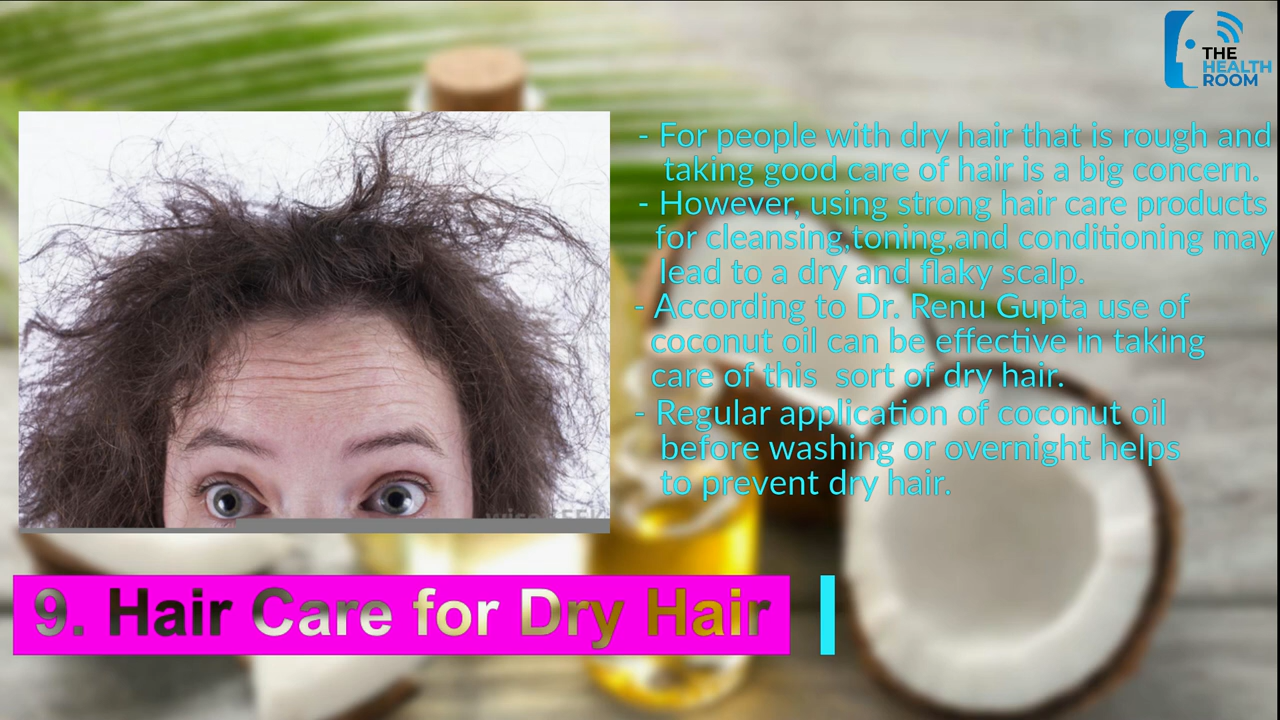 THE
HEALTH
ROOM
- For people with dry hair that is rough and
taking good care of hair is a big concern.
- However, using strong hair care products
for cleansing,toning,and conditioning may
lead to a dry and flaky scalp.
- According to Dr. Renu Gupta use of
coconut oil can be effective in taking
care of this  sort of dry hair.
- Regular application of coconut oil
before washing or overnight helps
to prevent dry hair.
9. Hair Care for Dry Hair